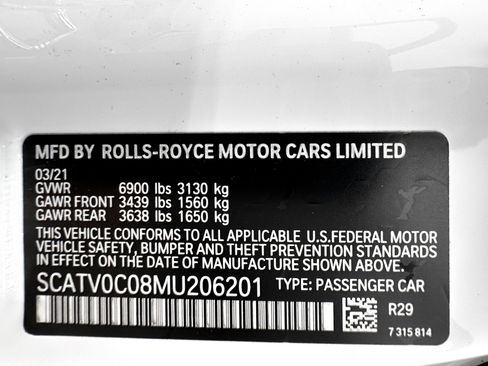 MFD BY ROLLS-ROYCE MOTOR CARS LIMITED
03/21
GVWR 6900 lbs 3130 kg
GAWR FRONT 3439 lbs 1560 kg
GAWR REAR 3638 lbs 1650 kg
THIS VEHICLE CONFORMS TO ALL APPLICABLE U.S.FEDERAL MOTOR
VEHICLE SAFETY, BUMPER AND THEFT PREVENTION STANDARDS
IN EFFECT ON THE DATE OF MANUFACTURE SHOWN ABOVE.
SCATV0C08MU206201 TYPE: PASSENGER CAR
R29
7 315 814